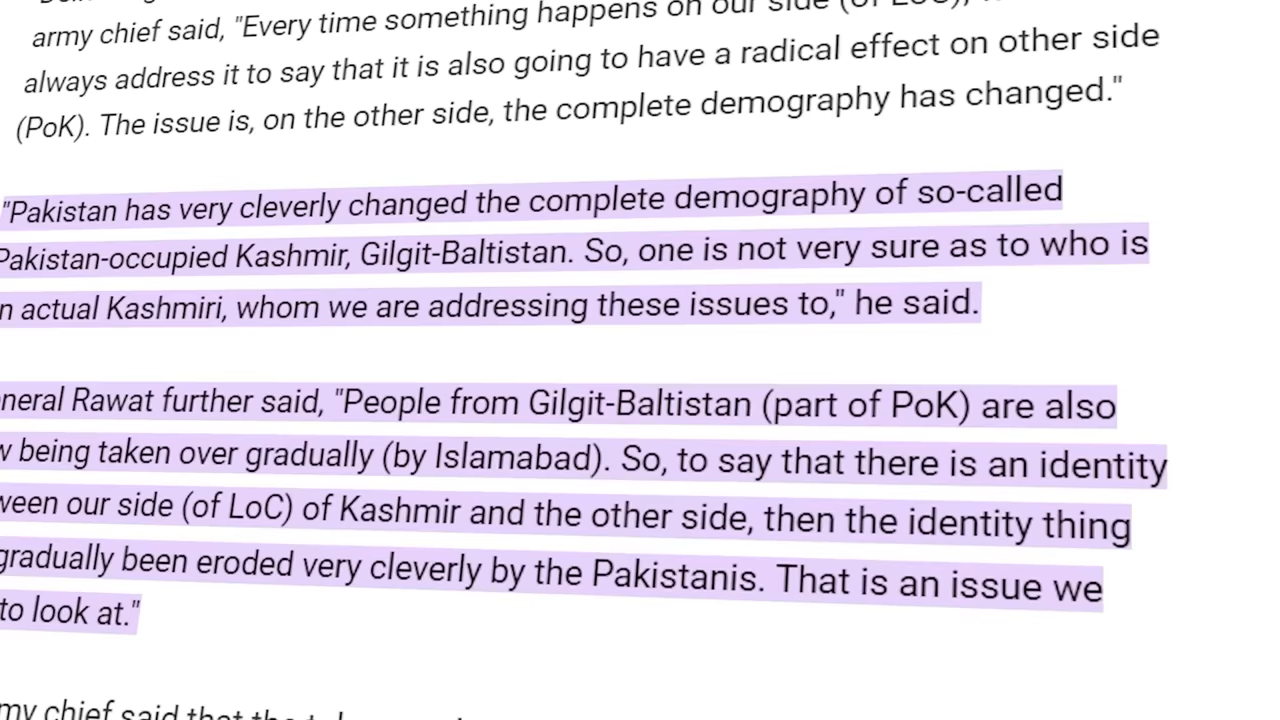 army chief said, "Every time something happens on our side (of LoC),
always address it to say that it is also going to have a radical effect on other side
(PoK). The issue is, on the other side, the complete demography has changed."
"Pakistan has very cleverly changed the complete demography of so-called
Pakistan-occupied Kashmir, Gilgit-Baltistan. So, one is not very sure as to who is
actual Kashmiri, whom we are addressing these issues to," he said.
Rawat further said, "People from Gilgit-Baltistan (part of PoK) are also
being taken over gradually (by Islamabad). So, to say that there is an identity
our side (of LoC) of Kashmir and the other side, then the identity thing
gradually been eroded very cleverly by the Pakistanis. That is an issue we
to look at."
chief said that the